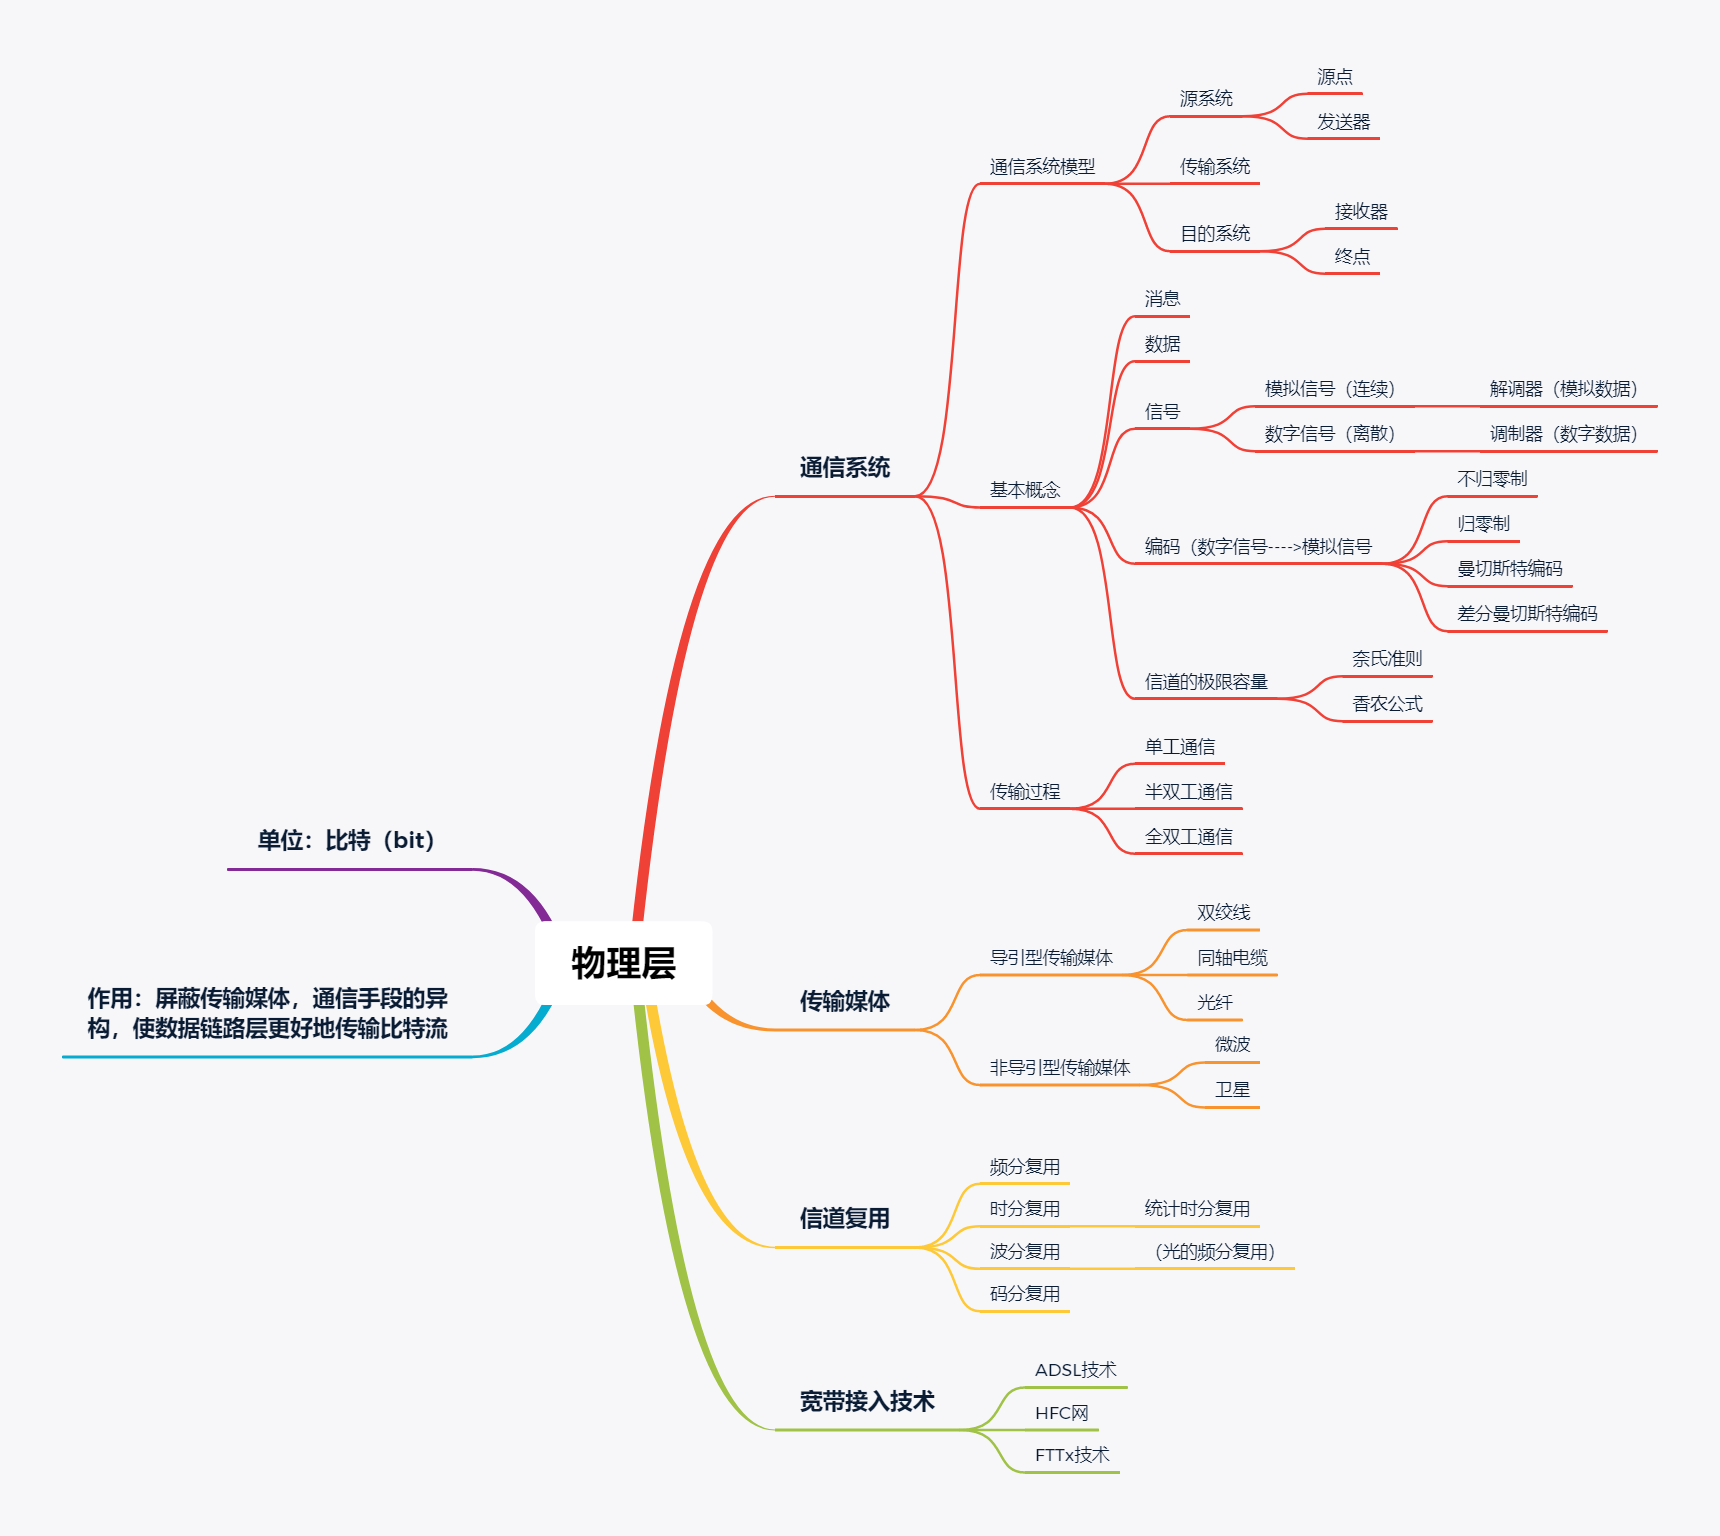 物理层
单位：比特（bit）
作用：屏蔽传输媒体，通信手段的异
构，使数据链路层更好地传输比特流
通信系统
通信系统模型
源系统
源点
发送器
传输系统
目的系统
接收器
终点
基本概念
消息
数据
信号
模拟信号（连续）
解调器（模拟数据）
数字信号（离散）
调制器（数字数据）
编码（数字信号---->模拟信号
不归零制
归零制
曼切斯特编码
差分曼切斯特编码
信道的极限容量
奈氏准则
香农公式
传输过程
单工通信
半双工通信
全双工通信
传输媒体
导引型传输媒体
双绞线
同轴电缆
光纤
非导引型传输媒体
微波
卫星
信道复用
频分复用
时分复用
统计时分复用
波分复用
（光的频分复用）
码分复用
宽带接入技术
ADSL技术
HFC网
FTTx技术